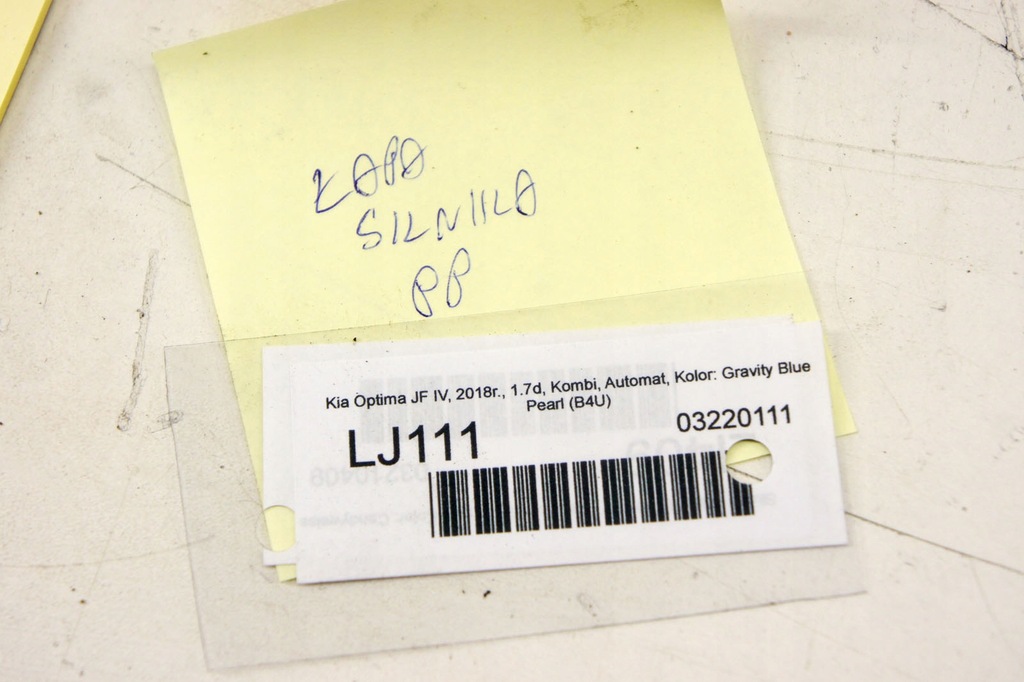 ŁAPA
SILNIKA
PP
Kia Optima JF IV, 2018r., 1.7d, Kombi, Automat, Kolor: Gravity Blue
Pearl (B4U)
LJ111
03220111